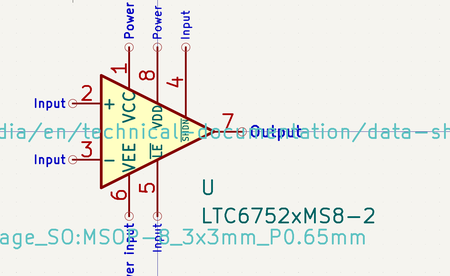 Power
Power
Input
1
8
4
Input
2
+
VCC
VDD
SHDN
7
Output
dia/en/technical-documentation/data-sh
Input
3
-
VEE
LE
6
5
U
LTC6752xMS8-2
age_SO:MSOP-8_3x3mm_P0.65mm
er Input
Input